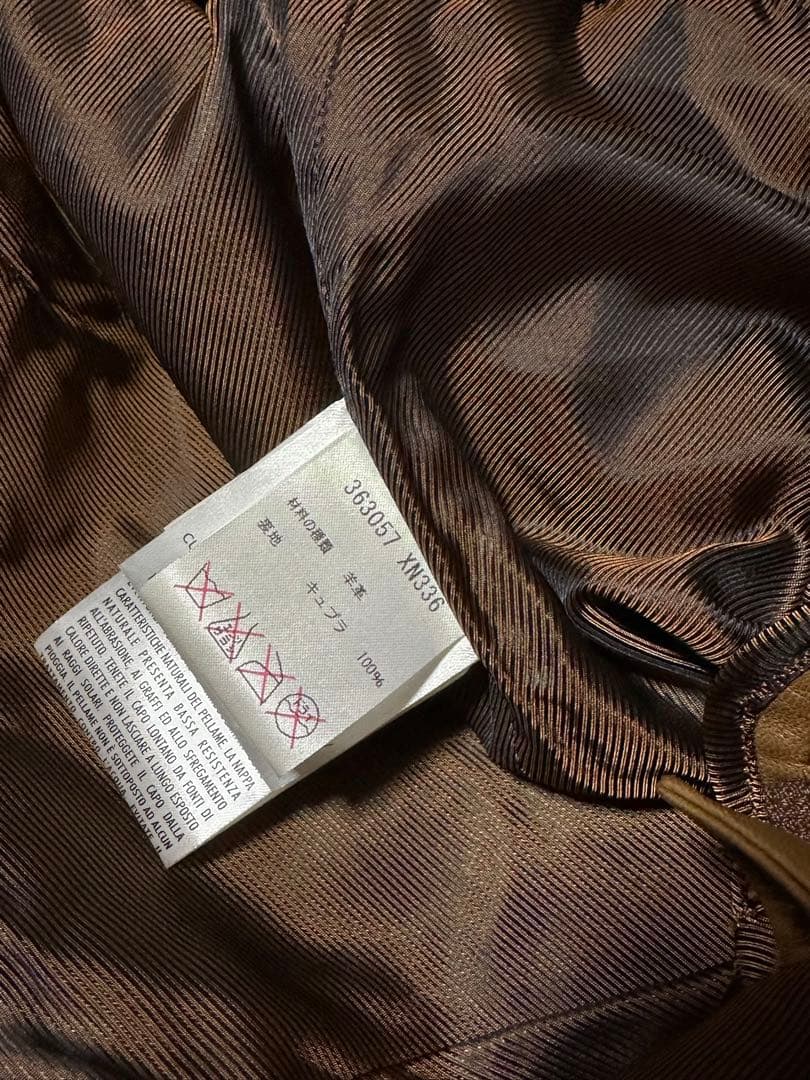 363057 XN336
材料の種類 羊革
裏地 キュプラ 100%
CU
CARATTERISTICHE NATURALI DEL PELLAME. LA NAPPA
NATURALE PRESENTA BASSA RESISTENZA
ALL'ABRASIONE, AI GRAFFI ED ALLO SFREGAMENTO
RIPETUTO. TENETE IL CAPO LONTANO DA FONTI DI
CALORE DIRETTE E NON LASCIARE A LUNGO ESPOSTO
AI RAGGI SOLARI. PROTEGGETE IL CAPO DALLA
PIOGGIA. IL PELLAME NON È SOTTOPOSTO AD ALCUN